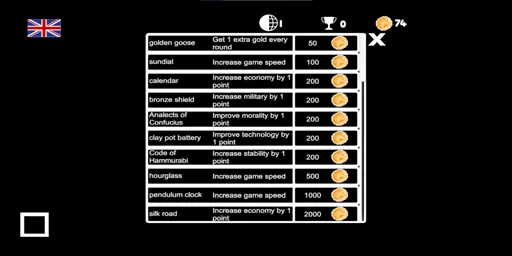 1 0 74
golden goose Get 1 extra gold every round 50
sundial Increase game speed 100
calendar Increase economy by 1 point 200
bronze shield Increase military by 1 point 200
Analects of Confucius Improve morality by 1 point 200
clay pot battery Improve technology by 1 point 200
Code of Hammurabi Increase stability by 1 point 200
hourglass Increase game speed 500
pendulum clock Increase game speed 1000
silk road Increase economy by 1 point 2000